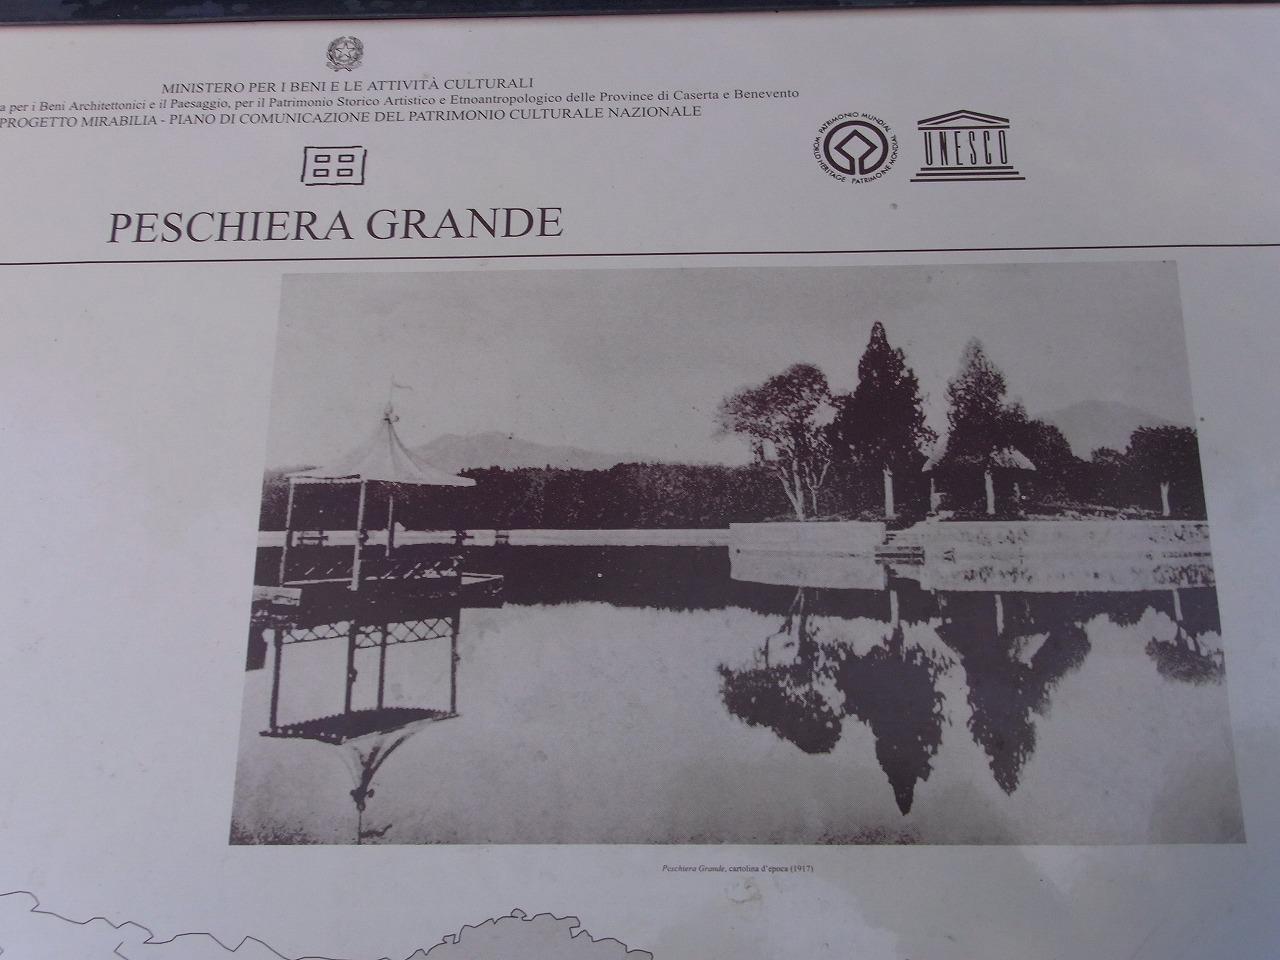 MINISTERO PER I BENI E LE ATTIVITÀ CULTURALI
a per i Beni Architettonici e il Paesaggio, per il Patrimonio Storico Artistico e Etnoantropologico delle Province di Caserta e Benevento
PROGETTO MIRABILIA - PIANO DI COMUNICAZIONE DEL PATRIMONIO CULTURALE NAZIONALE
PATRIMONIO MUNDIAL
WORLD HERITAGE
PATRIMOINE MONDIAL
UNESCO
PESCHIERA GRANDE
Peschiera Grande, cartolina d'epoca (1917)